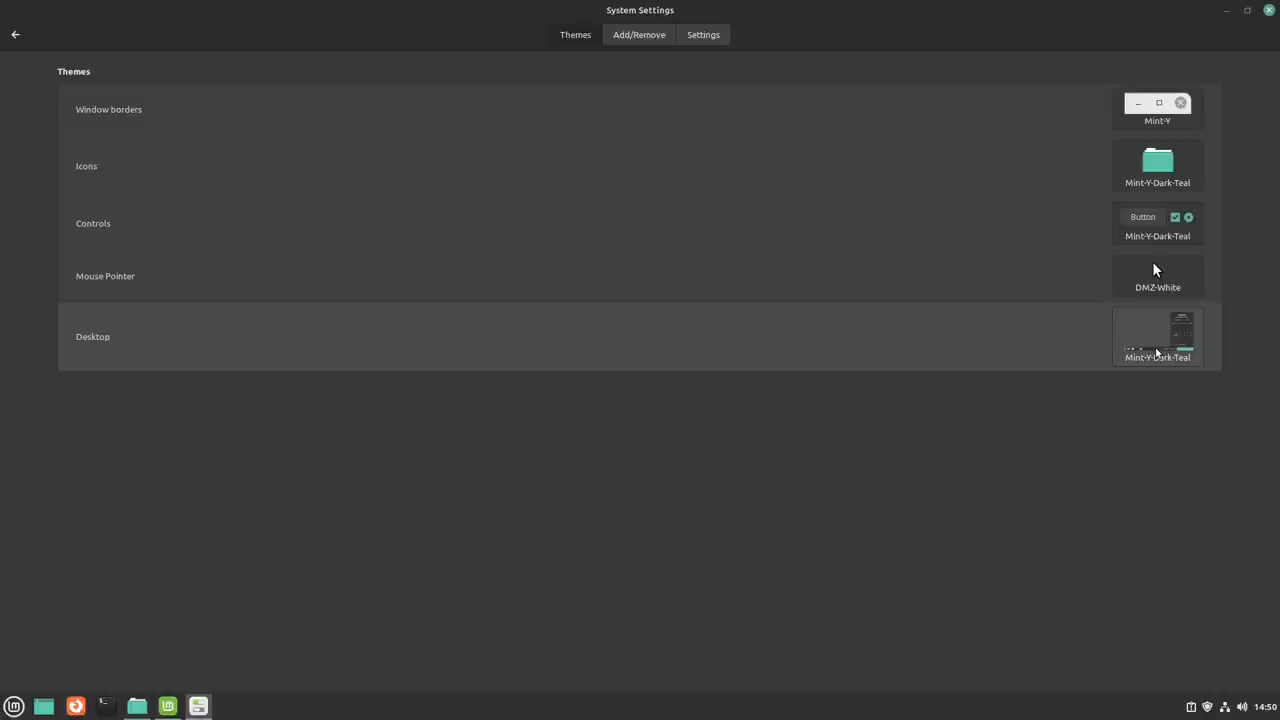 System Settings
Themes
Add/Remove
Settings
Themes
Window borders
Mint-Y
Icons
Mint-Y-Dark-Teal
Controls
Button
Mint-Y-Dark-Teal
Mouse Pointer
DMZ-White
Desktop
Mint-Y-Dark-Teal
14:50